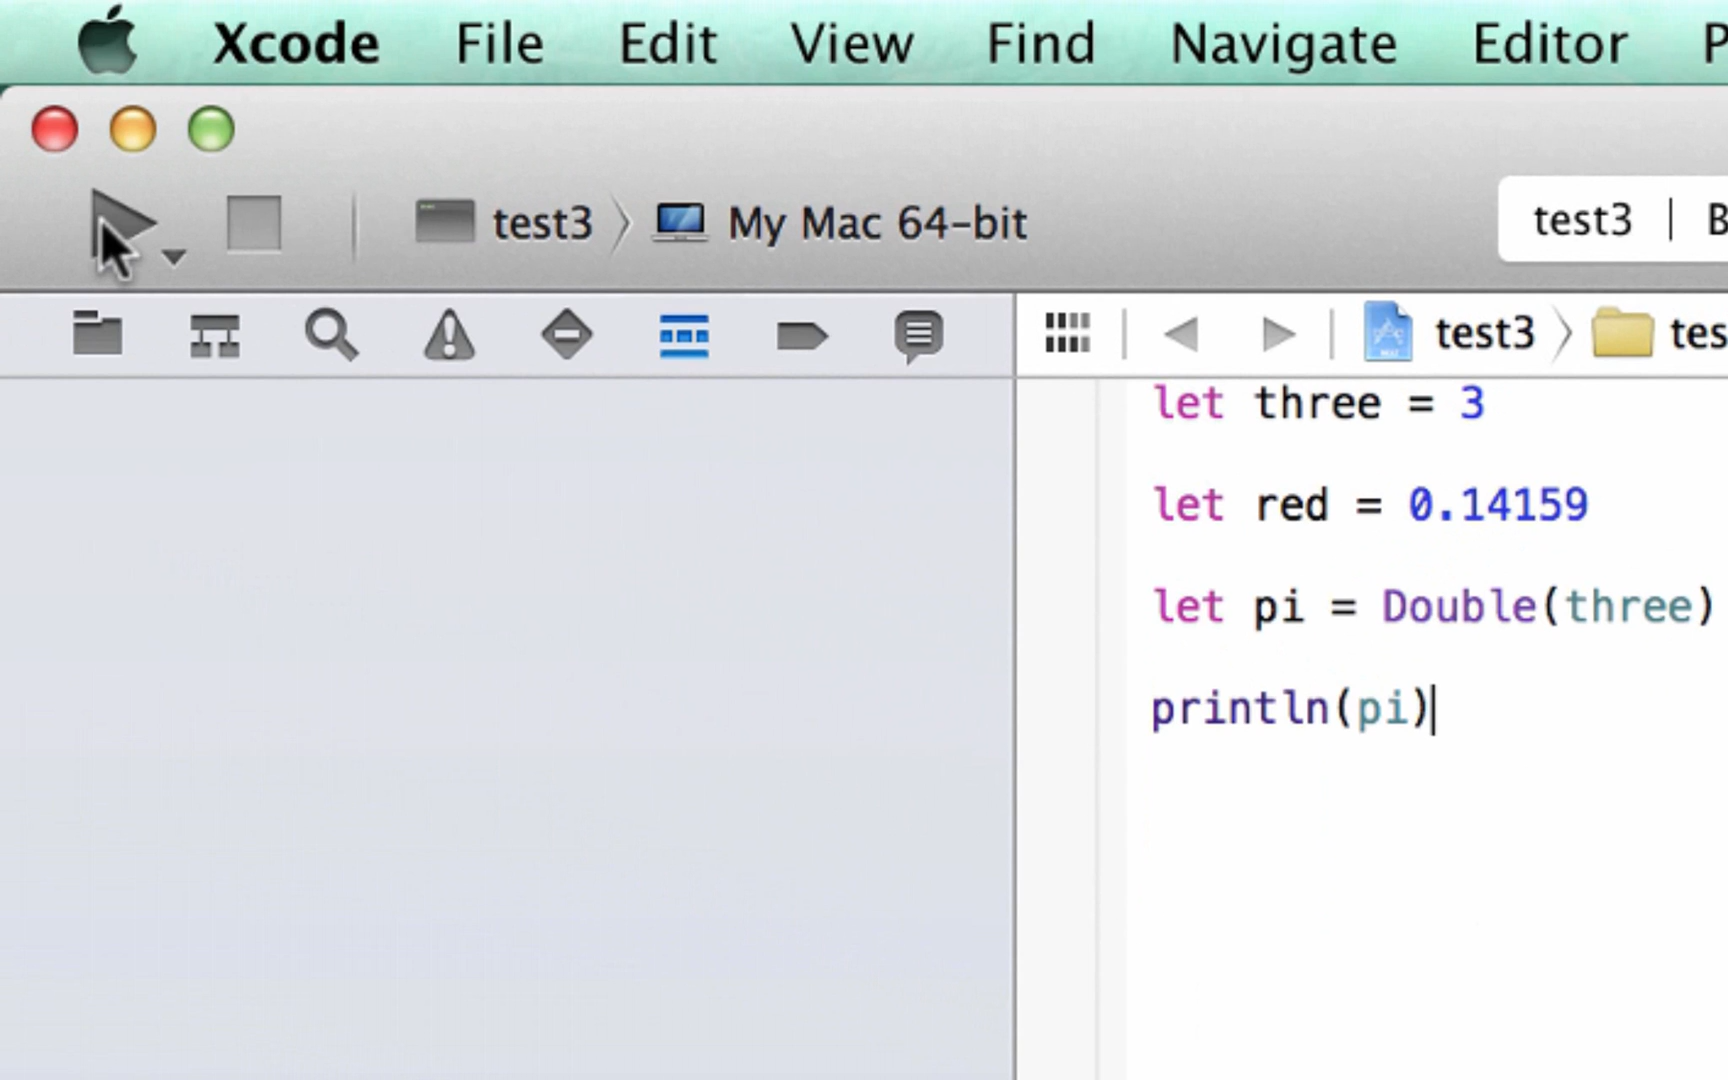 Xcode File Edit View Find Navigate Editor
test3 My Mac 64-bit test3 | B
test3 tes
let three = 3
let red = 0.14159
let pi = Double(three)
println(pi)